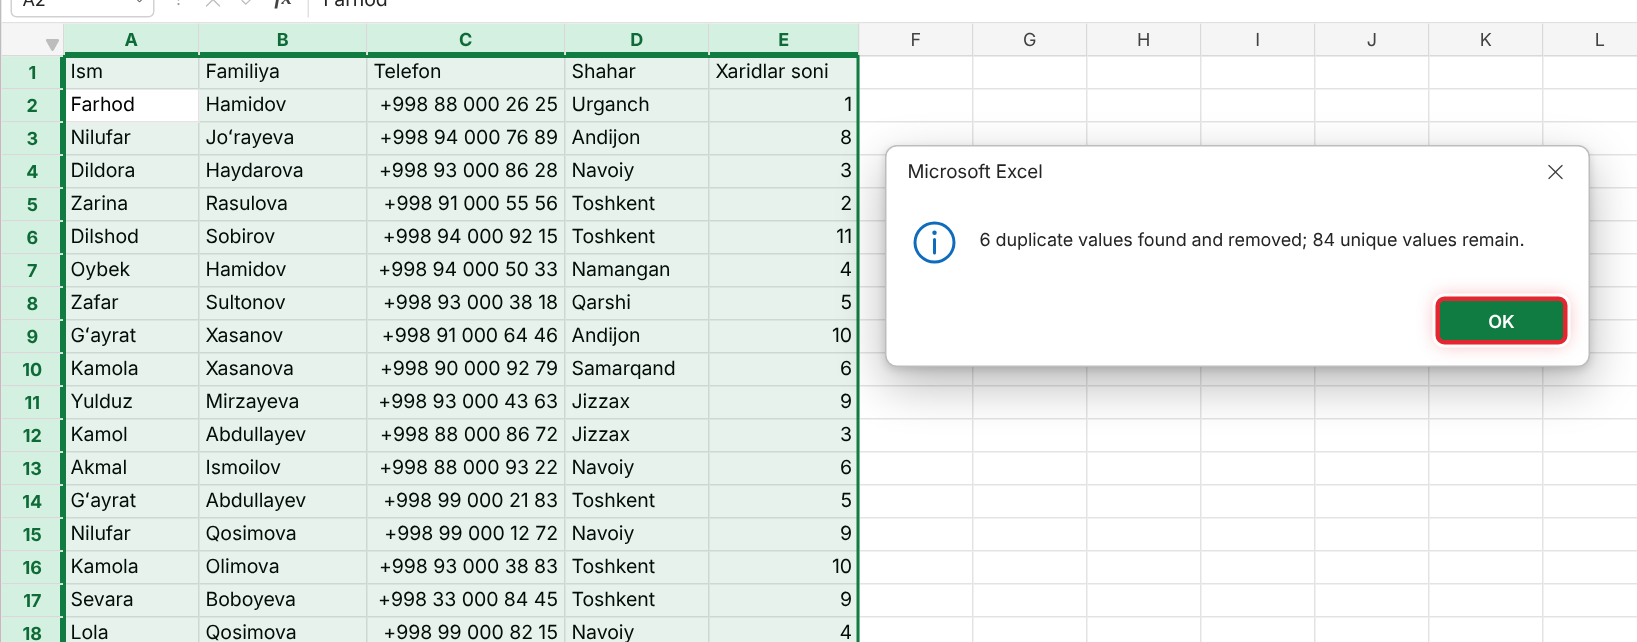 A2 fx Farhod
A B C D E F G H I J K L
1 Ism Familiya Telefon Shahar Xaridlar soni
2 Farhod Hamidov +998 88 000 26 25 Urganch 1
3 Nilufar Joʻrayeva +998 94 000 76 89 Andijon 8
4 Dildora Haydarova +998 93 000 86 28 Navoiy 3
5 Zarina Rasulova +998 91 000 55 56 Toshkent 2
6 Dilshod Sobirov +998 94 000 92 15 Toshkent 11
7 Oybek Hamidov +998 94 000 50 33 Namangan 4
8 Zafar Sultonov +998 93 000 38 18 Qarshi 5
9 Gʻayrat Xasanov +998 91 000 64 46 Andijon 10
10 Kamola Xasanova +998 90 000 92 79 Samarqand 6
11 Yulduz Mirzayeva +998 93 000 43 63 Jizzax 9
12 Kamol Abdullayev +998 88 000 86 72 Jizzax 3
13 Akmal Ismoilov +998 88 000 93 22 Navoiy 6
14 Gʻayrat Abdullayev +998 99 000 21 83 Toshkent 5
15 Nilufar Qosimova +998 99 000 12 72 Navoiy 9
16 Kamola Olimova +998 93 000 38 83 Toshkent 10
17 Sevara Boboyeva +998 33 000 84 45 Toshkent 9
18 Lola Qosimova +998 99 000 82 15 Navoiy 4
Microsoft Excel
6 duplicate values found and removed; 84 unique values remain.
OK